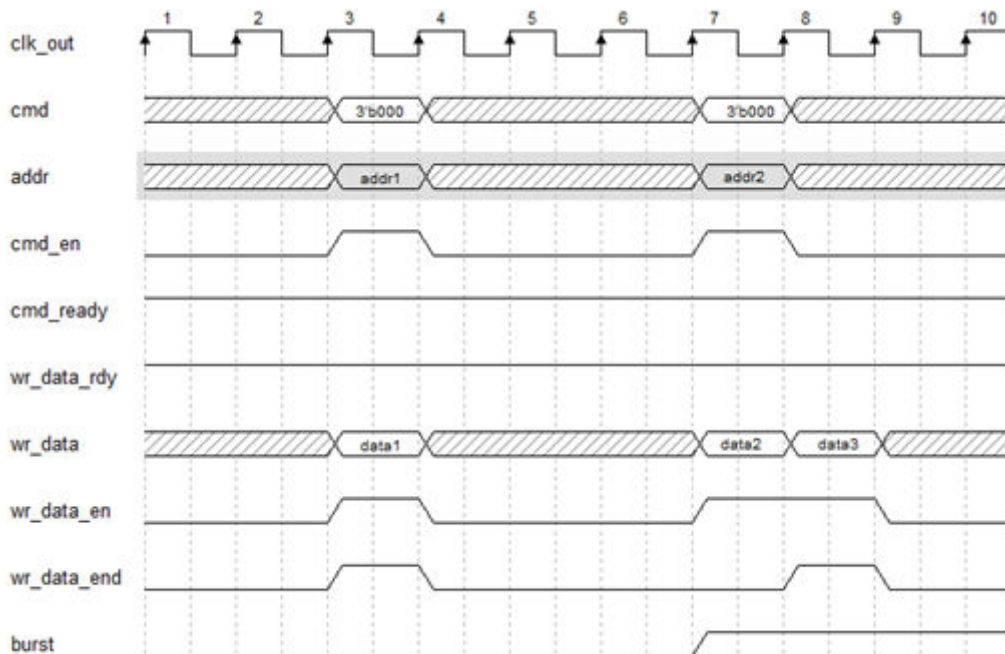 1 2 3 4 5 6 7 8 9 10
clk_out
cmd 3'b000 3'b000
addr addr1 addr2
cmd_en
cmd_ready
wr_data_rdy
wr_data data1 data2 data3
wr_data_en
wr_data_end
burst